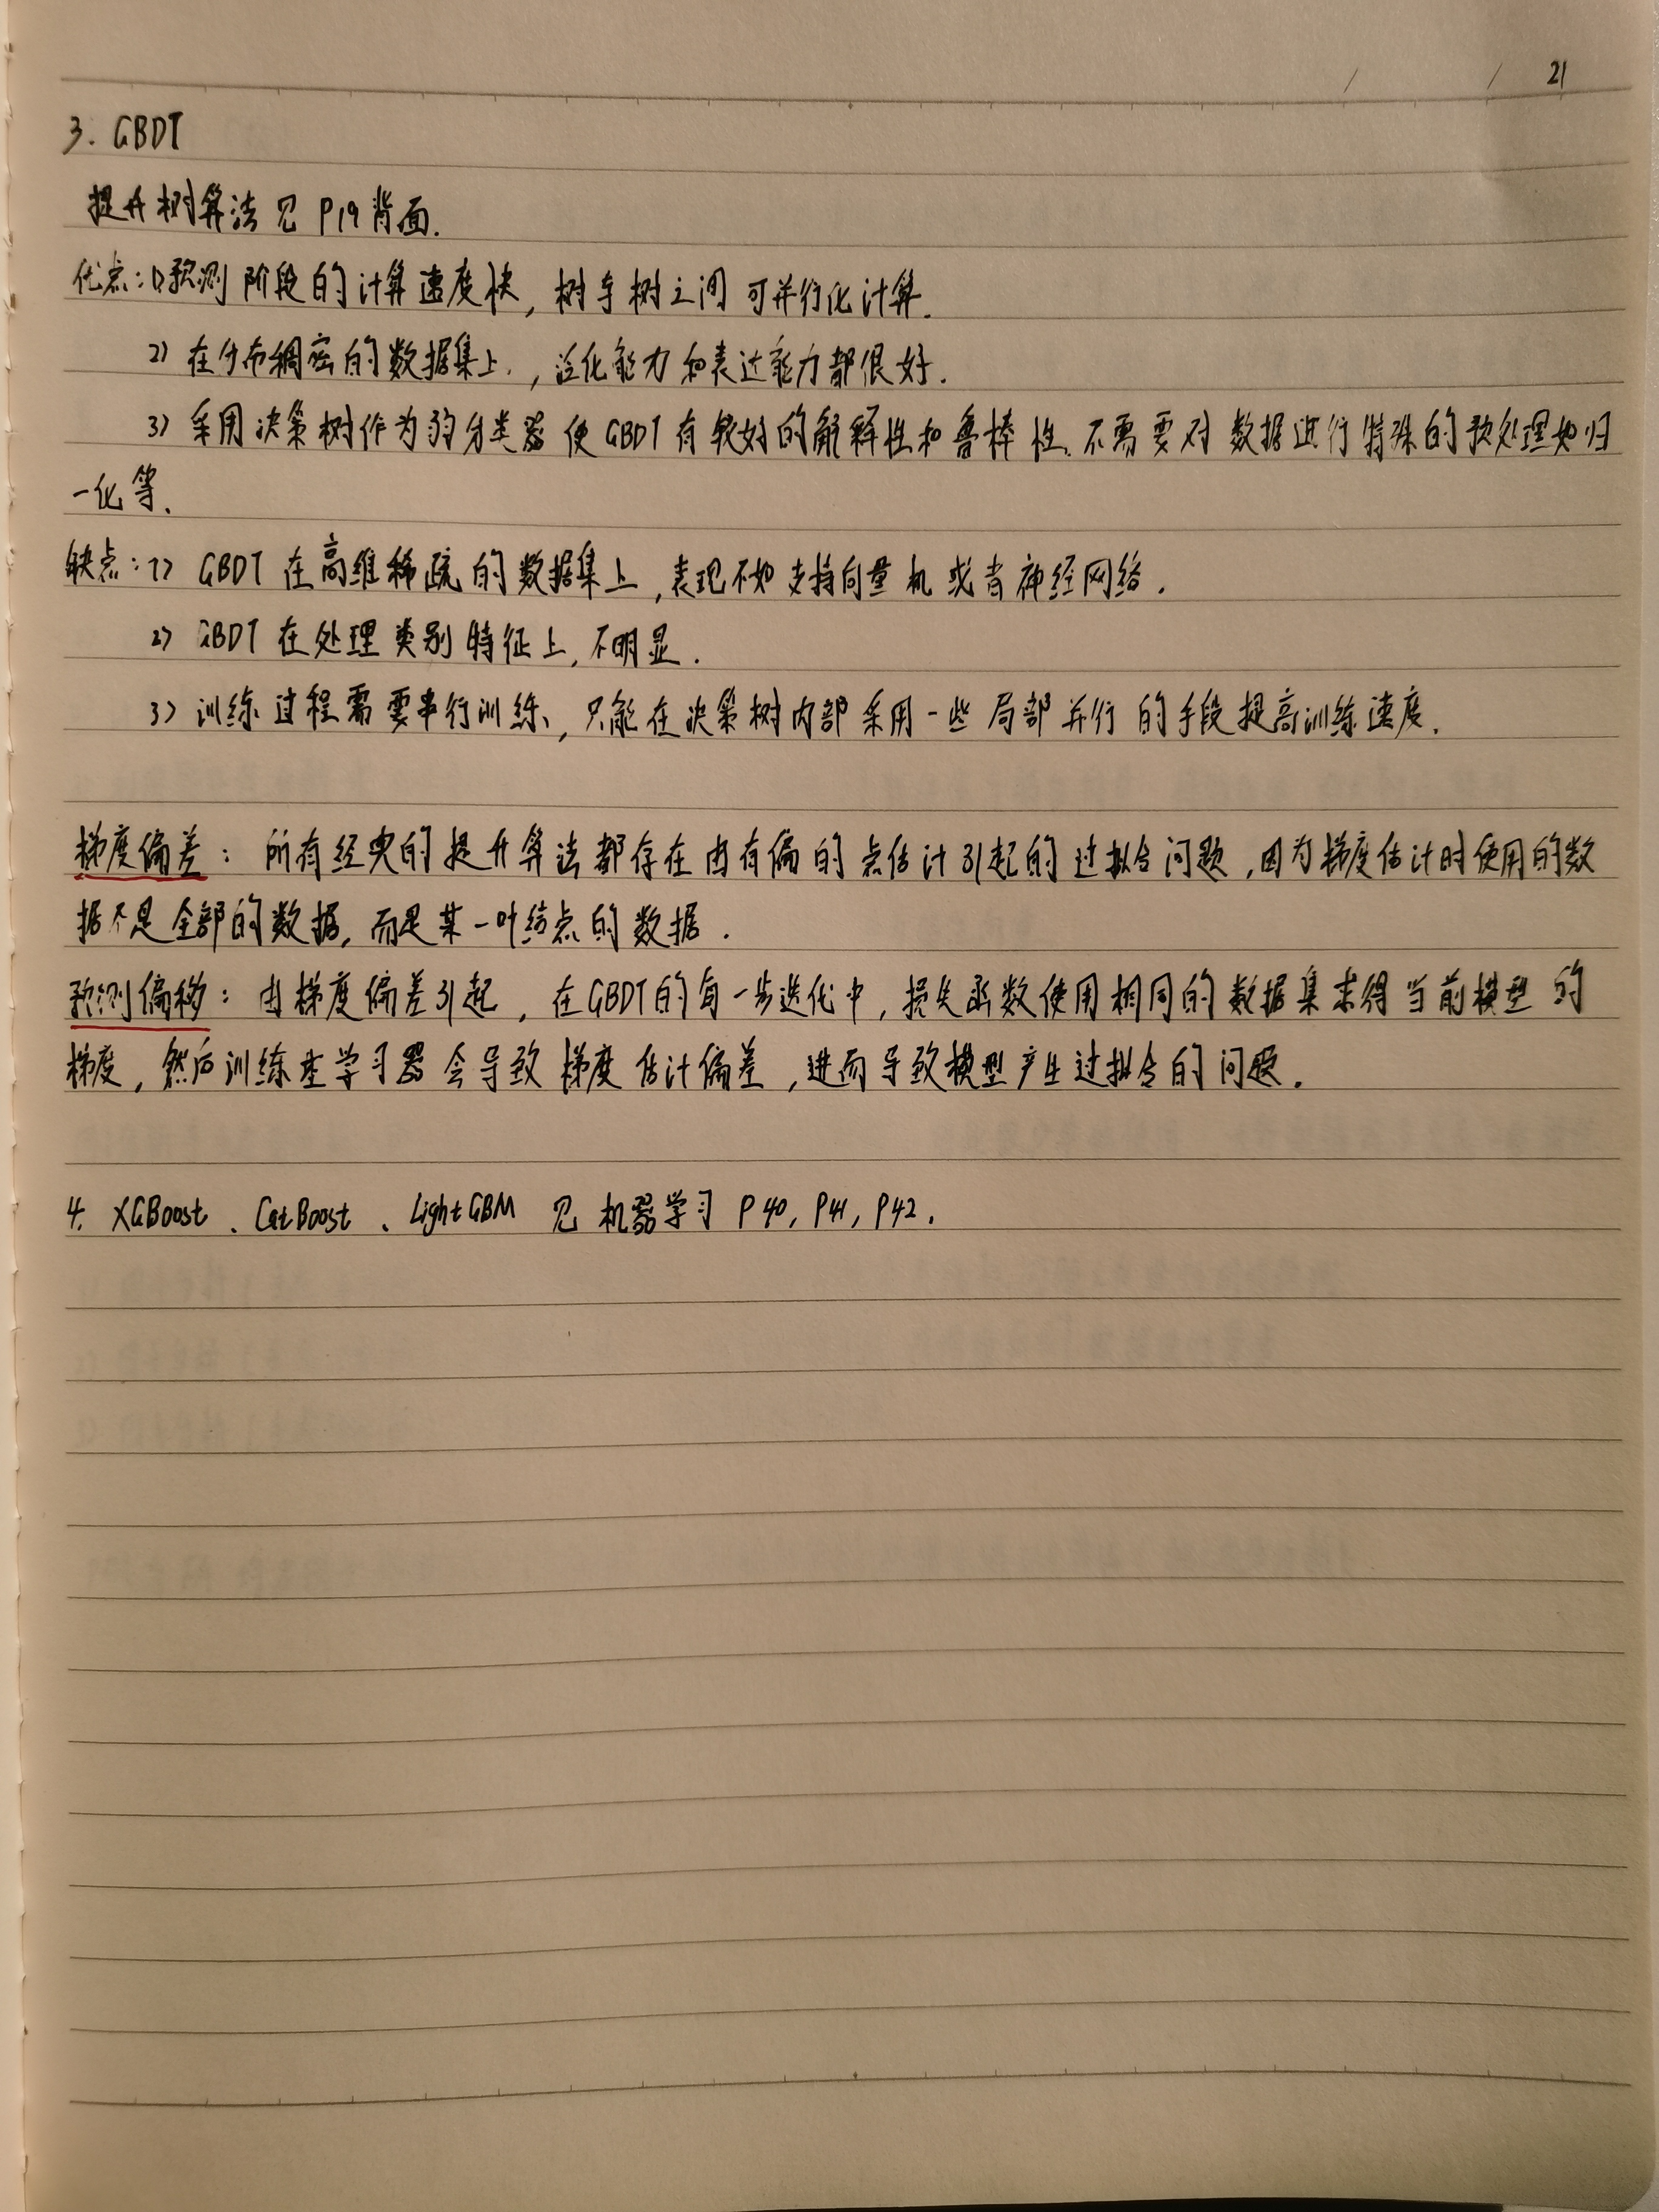 21
3. GBDT
提升树算法见 P19背面.
优点:1)预测阶段的计算速度快, 树与树之间可并行化计算.
2) 在分布稠密的数据集上, 泛化能力和表达能力都很好.
3) 采用决策树作为弱分类器使GBDT有较好的解释性和鲁棒性.不需要对数据进行特殊的预处理如归
一化等.
缺点:1) GBDT 在高维稀疏的数据集上,表现不如支持向量机或者神经网络.
2) GBDT 在处理类别特征上,不明显.
3) 训练过程需要串行训练、,只能在决策树内部采用一些局部并行的手段提高训练速度.
梯度偏差: 所有经典的提升算法都存在由有偏的点估计引起的过拟合问题,因为梯度估计时使用的数
据不是全部的数据,而是某一叶结点的数据.
预测偏移: 由梯度偏差引起, 在GBDT的每一步迭代中, 损失函数使用相同的数据集求得当前模型的
梯度, 然后训练基学习器会导致梯度估计偏差,进而导致模型产生过拟合的问题.
4. XGBoost、CatBoost、LightGBM 见 机器学习 P40, P41, P42.